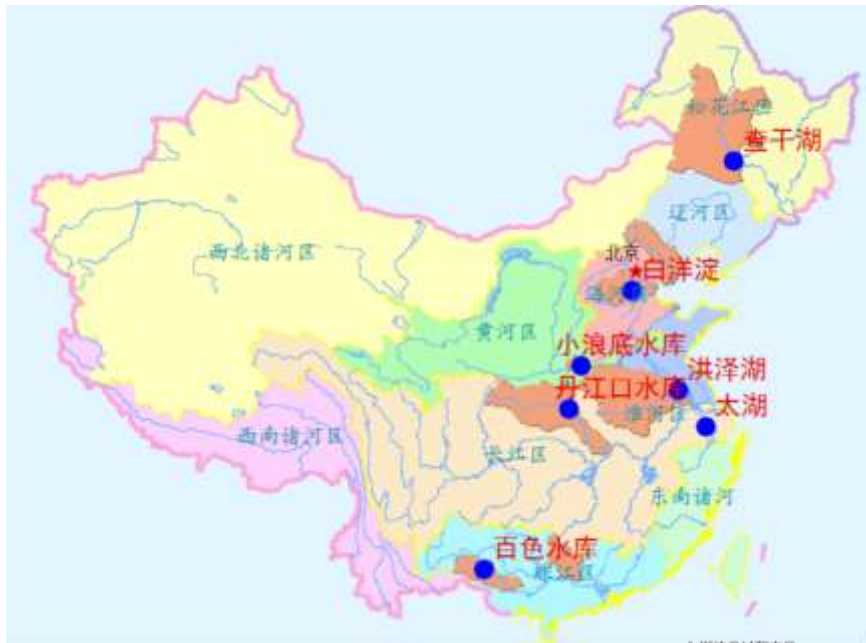 松花江区
查干湖
辽河区
北京
白洋淀
西北诸河区
黄河区
小浪底水库
洪泽湖
丹江口水库
太湖
淮河区
西南诸河区
长江区
东南诸河
百色水库
珠江区